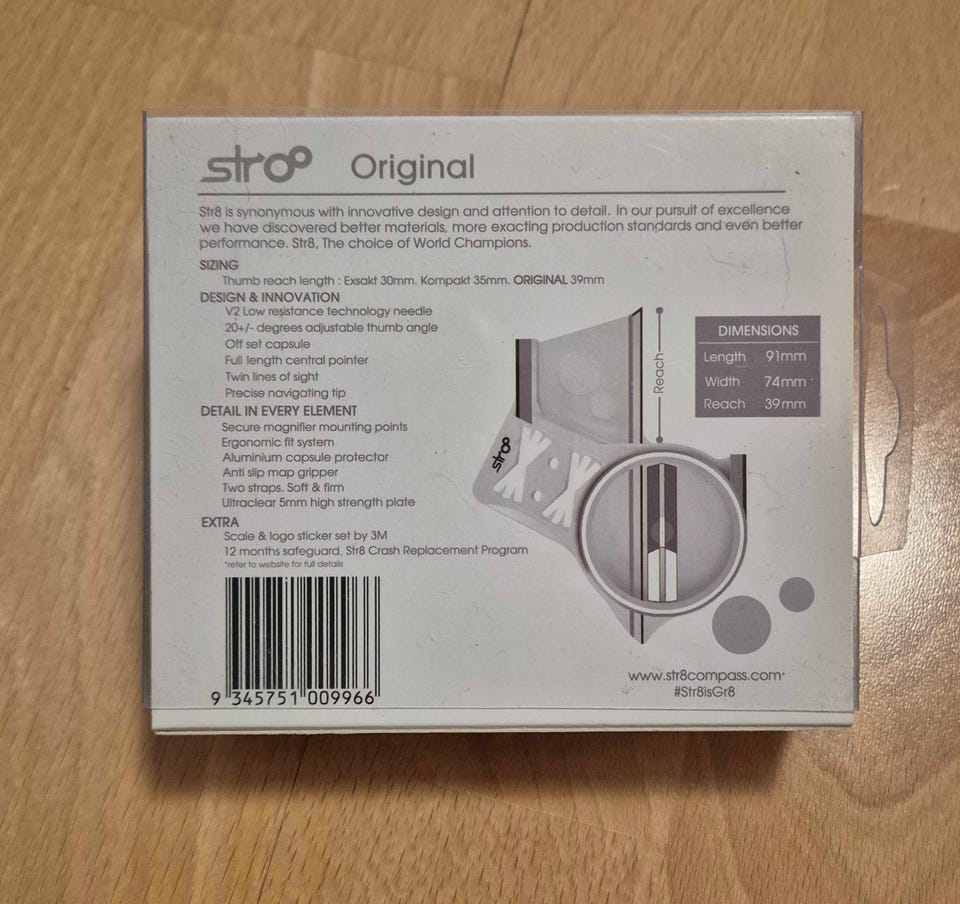 str8 Original
Str8 is synonymous with innovative design and attention to detail. In our pursuit of excellence
we have discovered better materials, more exacting production standards and even better
performance. Str8, The choice of World Champions.
SIZING
Thumb reach length : Exsakt 30mm. Kompakt 35mm. ORIGINAL 39mm
DESIGN & INNOVATION
V2 Low resistance technology needle
20+/- degrees adjustable thumb angle
Off set capsule
Full length central pointer
Twin lines of sight
Precise navigating tip
DETAIL IN EVERY ELEMENT
Secure magnifier mounting points
Ergonomic fit system
Aluminium capsule protector
Anti slip map gripper
Two straps. Soft & firm
Ultraclear 5mm high strength plate
EXTRA
Scale & logo sticker set by 3M
12 months safeguard, Str8 Crash Replacement Program
*refer to website for full details
9 345751 009966
Reach
str8
DIMENSIONS
Length 91mm
Width 74mm
Reach 39mm
www.str8compass.com
#Str8isGr8